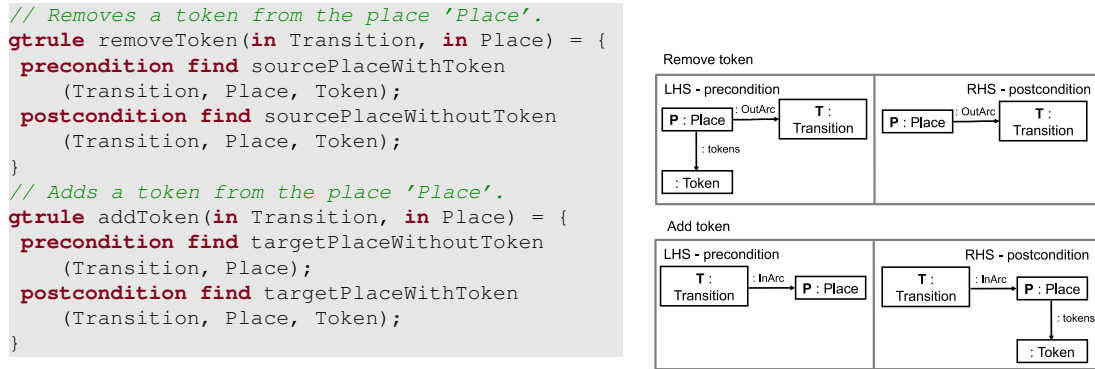 // Removes a token from the place ’Place’.
gtrule removeToken(in Transition, in Place) = {
precondition find sourcePlaceWithToken
(Transition, Place, Token);
postcondition find sourcePlaceWithoutToken
(Transition, Place, Token);
}
// Adds a token from the place ’Place’.
gtrule addToken(in Transition, in Place) = {
precondition find targetPlaceWithoutToken
(Transition, Place);
postcondition find targetPlaceWithToken
(Transition, Place, Token);
}
Remove token
LHS - precondition
P : Place
: OutArc
T :
Transition
: tokens
: Token
RHS - postcondition
P : Place
: OutArc
T :
Transition
Add token
LHS - precondition
T :
Transition
: InArc
P : Place
RHS - postcondition
T :
Transition
: InArc
P : Place
: tokens
: Token